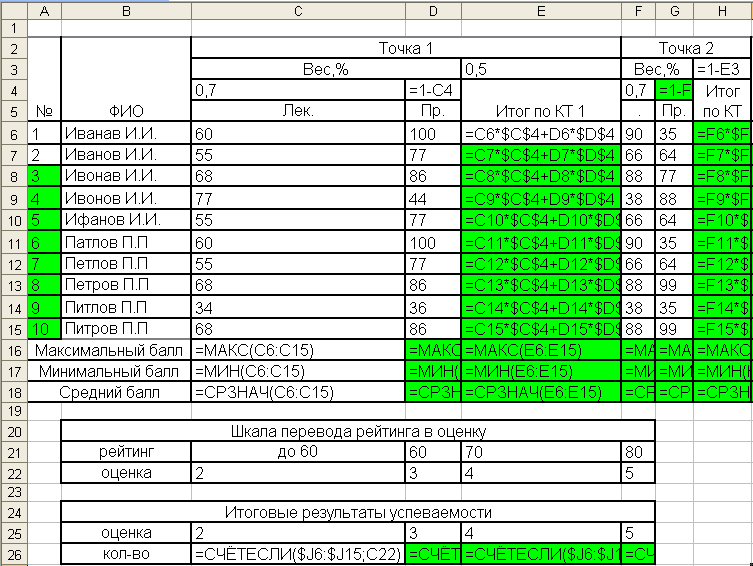 A B C D E F G H
1
2 Точка 1 Точка 2
3 Вес,% 0,5 Вес,% =1-E3
4 0,7 =1-C4 0,7 =1-F Итог
5 № ФИО Лек. Пр. Итог по КТ 1 . Пр. по КТ
6 1 Иванав И.И. 60 100 =C6*$C$4+D6*$D$4 90 35 =F6*$F
7 2 Иванов И.И. 55 77 =C7*$C$4+D7*$D$4 66 64 =F7*$F
8 3 Ивонав И.И. 68 86 =C8*$C$4+D8*$D$4 88 77 =F8*$F
9 4 Ивонов И.И. 77 44 =C9*$C$4+D9*$D$4 38 88 =F9*$F
10 5 Ифанов И.И. 55 77 =C10*$C$4+D10*$D$ 66 64 =F10*$
11 6 Патлов П.П 60 100 =C11*$C$4+D11*$D$ 90 35 =F11*$
12 7 Петлов П.П 55 77 =C12*$C$4+D12*$D$ 66 64 =F12*$
13 8 Петров П.П 68 86 =C13*$C$4+D13*$D$ 88 99 =F13*$
14 9 Питлов П.П 34 36 =C14*$C$4+D14*$D$ 38 35 =F14*$
15 10 Питров П.П 68 86 =C15*$C$4+D15*$D$ 88 99 =F15*$
16 Максимальный балл =МАКС(C6:C15) =МАКС =МАКС(E6:E15) =МА =МА =МАКС
17 Минимальный балл =МИН(C6:C15) =МИН( =МИН(E6:E15) =МИ =МИ =МИН(
18 Средний балл =СРЗНАЧ(C6:C15) =СРЗН =СРЗНАЧ(E6:E15) =СР =СР =СРЗН
19
20 Шкала перевода рейтинга в оценку
21 рейтинг до 60 60 70 80
22 оценка 2 3 4 5
23
24 Итоговые результаты успеваемости
25 оценка 2 3 4 5
26 кол-во =СЧЁТЕСЛИ($J6:$J15;C22) =СЧЁТ =СЧЁТЕСЛИ($J6:$J1 =СЧ